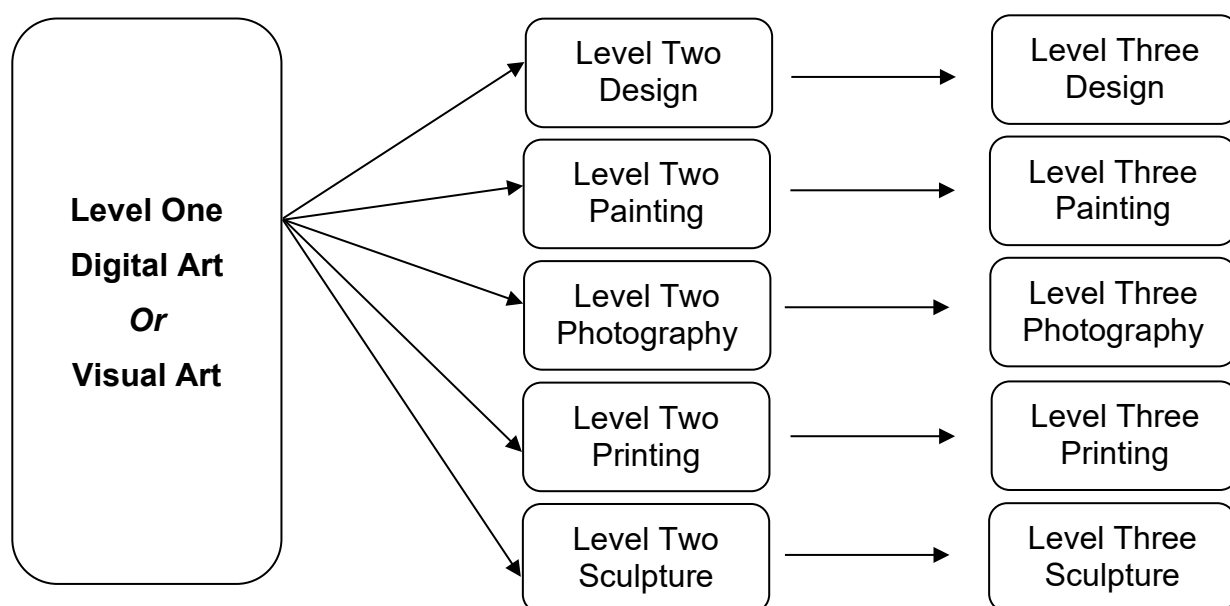 Level One
Digital Art
Or
Visual Art
Level Two
Design
Level Three
Design
Level Two
Painting
Level Three
Painting
Level Two
Photography
Level Three
Photography
Level Two
Printing
Level Three
Printing
Level Two
Sculpture
Level Three
Sculpture